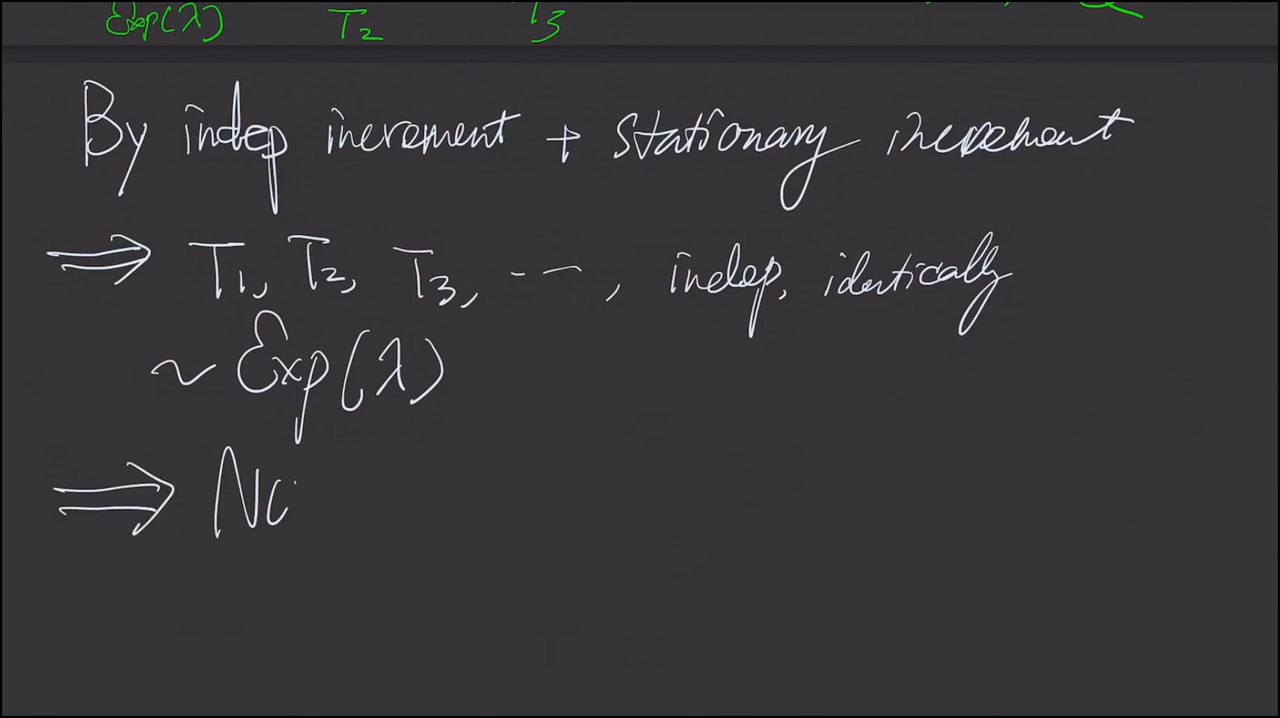 Exp(λ) T₂ T₃
By indep increment + stationary increment
⟹ T₁, T₂, T₃, ---, indep, identically
~ Exp(λ)
⟹ N(